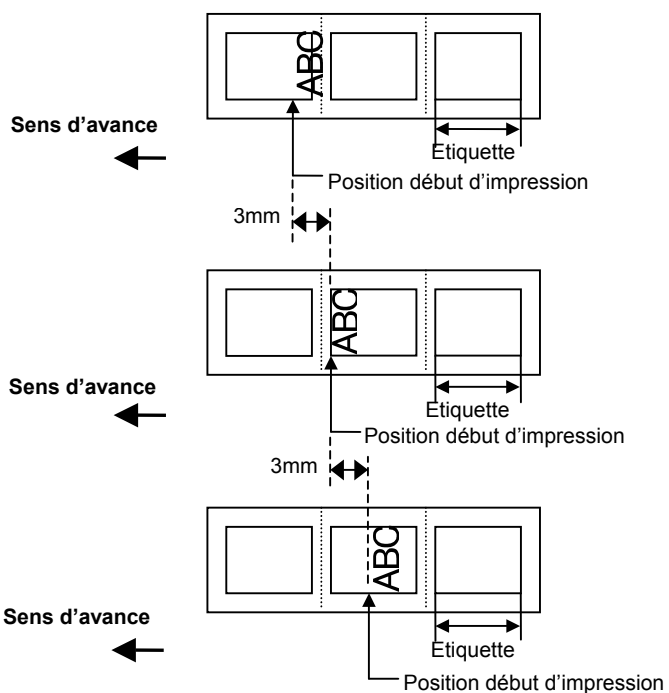 ABC
Sens d’avance
Etiquette
Position début d’impression
3mm
ABC
Sens d’avance
Etiquette
Position début d’impression
3mm
ABC
Sens d’avance
Etiquette
Position début d’impression